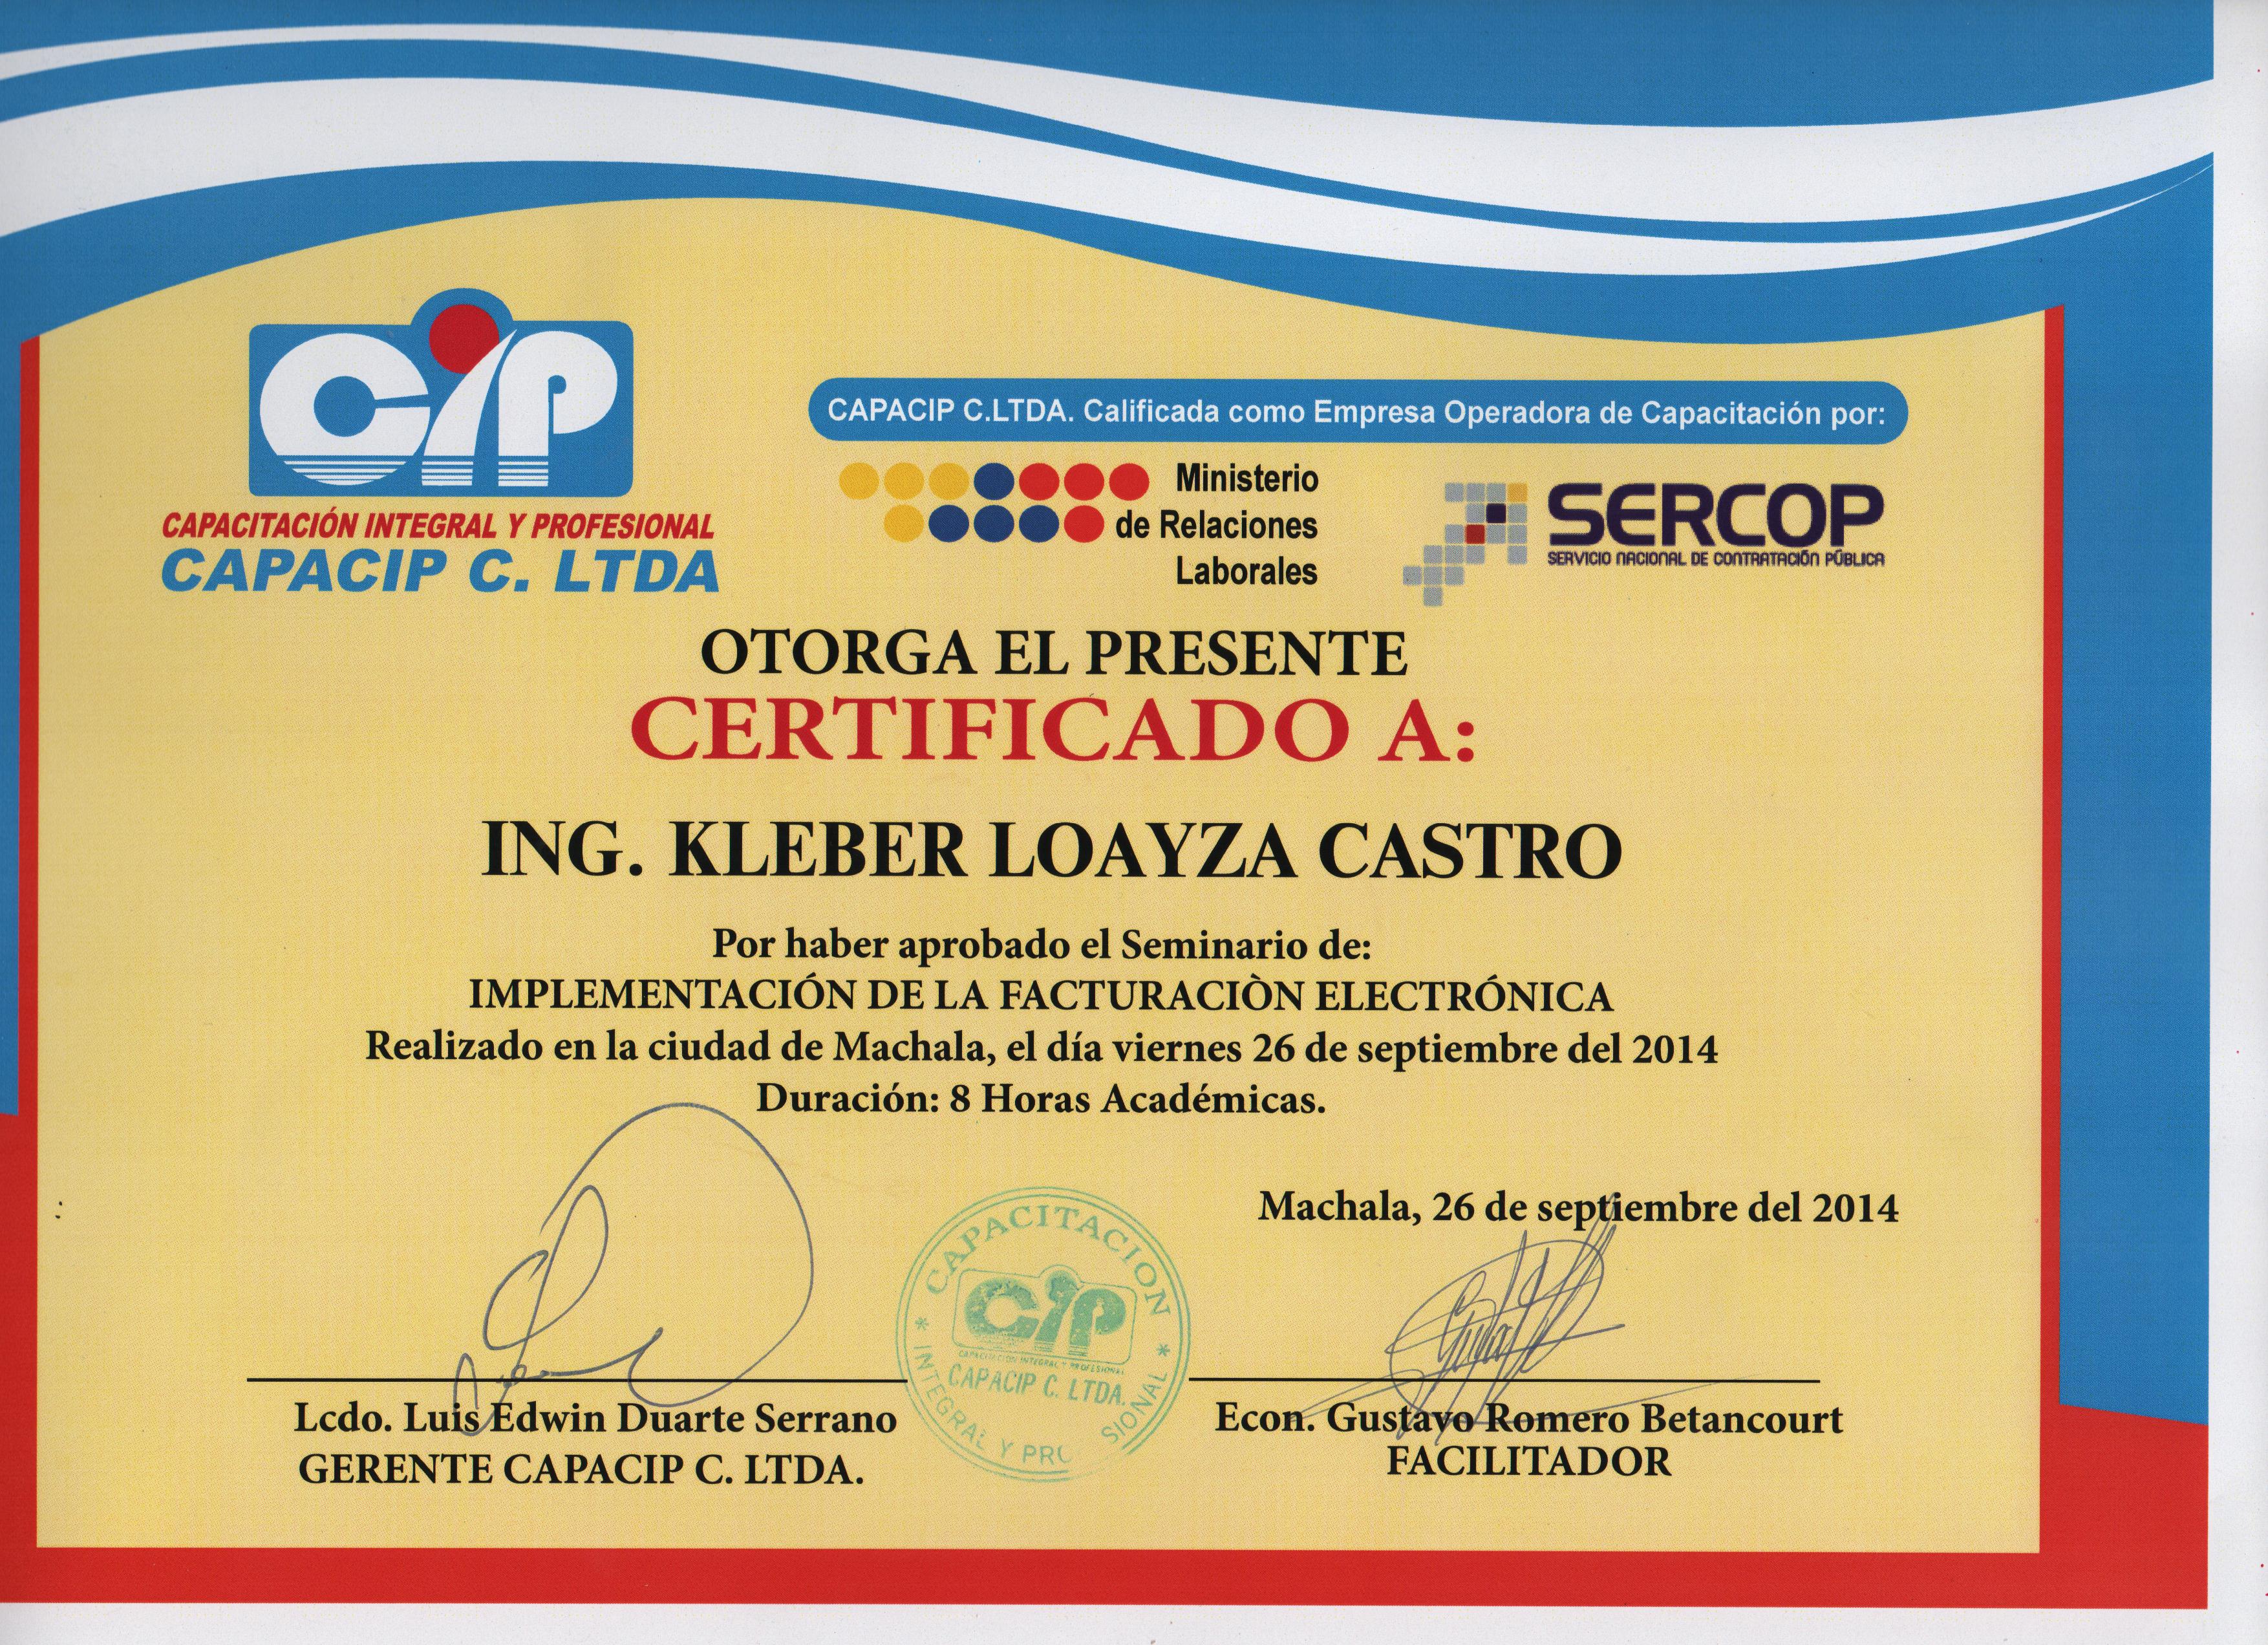 CIP
CAPACITACIÓN INTEGRAL Y PROFESIONAL
CAPACIP C. LTDA
CAPACIP C.LTDA. Calificada como Empresa Operadora de Capacitación por:
Ministerio
de Relaciones
Laborales
SERCOP
SERVICIO NACIONAL DE CONTRATACIÓN PÚBLICA
OTORGA EL PRESENTE
CERTIFICADO A:
ING. KLEBER LOAYZA CASTRO
Por haber aprobado el Seminario de:
IMPLEMENTACIÓN DE LA FACTURACIÒN ELECTRÓNICA
Realizado en la ciudad de Machala, el día viernes 26 de septiembre del 2014
Duración: 8 Horas Académicas.
Machala, 26 de septiembre del 2014
* CAPACITACION *
CIP
CAPACITACION INTEGRAL Y PROFESIONAL
CAPACIP C. LTDA.
INTEGRAL Y PRO SIONAL
Lcdo. Luis Edwin Duarte Serrano
GERENTE CAPACIP C. LTDA.
Econ. Gustavo Romero Betancourt
FACILITADOR